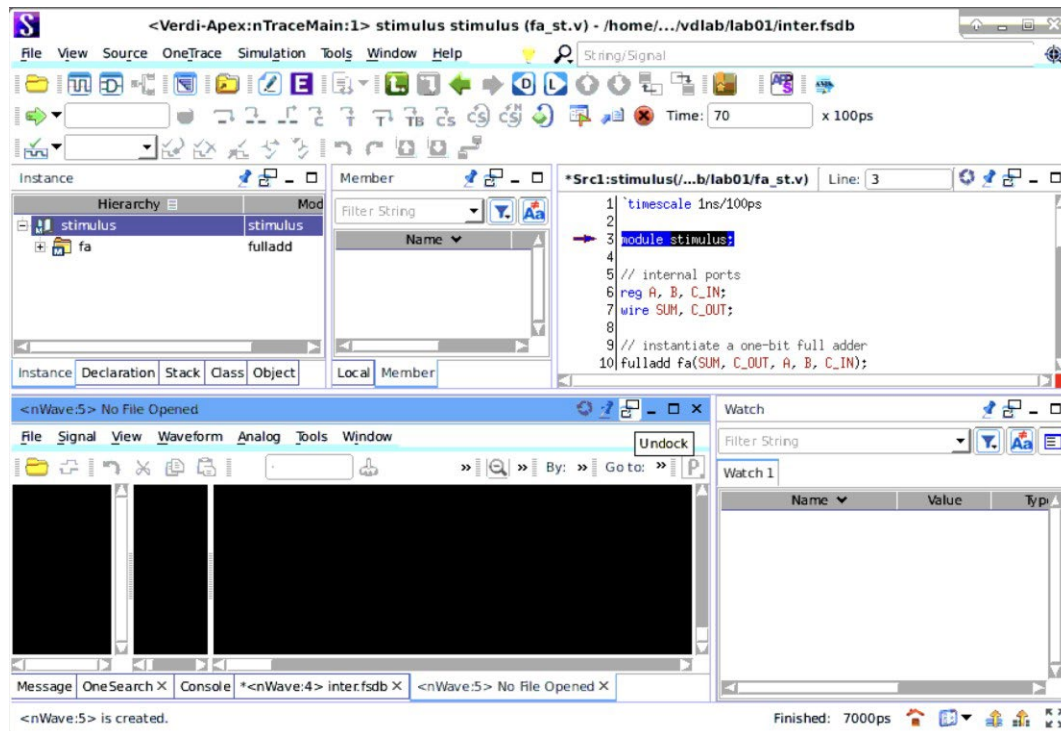 <Verdi-Apex:nTraceMain:1> stimulus stimulus (fa_st.v) - /home/.../vdlab/lab01/inter.fsdb
File View Source OneTrace Simulation Tools Window Help
String/Signal
Time: 70 x 100ps
Instance
Hierarchy Mod
stimulus stimulus
fa fulladd
Instance Declaration Stack Class Object
Member
Filter String
Name
Local Member
*Src1:stimulus(/...b/lab01/fa_st.v) Line: 3
1 `timescale 1ns/100ps
2
3 module stimulus;
4
5 // internal ports
6 reg A, B, C_IN;
7 wire SUM, C_OUT;
8
9 // instantiate a one-bit full adder
10 fulladd fa(SUM, C_OUT, A, B, C_IN);
<nWave:5> No File Opened
File Signal View Waveform Analog Tools Window
Undock
» » By: » Go to: »
Watch
Filter String
Watch 1
Name Value Typ
Message OneSearch X Console *<nWave:4> inter.fsdb X <nWave:5> No File Opened X
<nWave:5> is created.
Finished: 7000ps